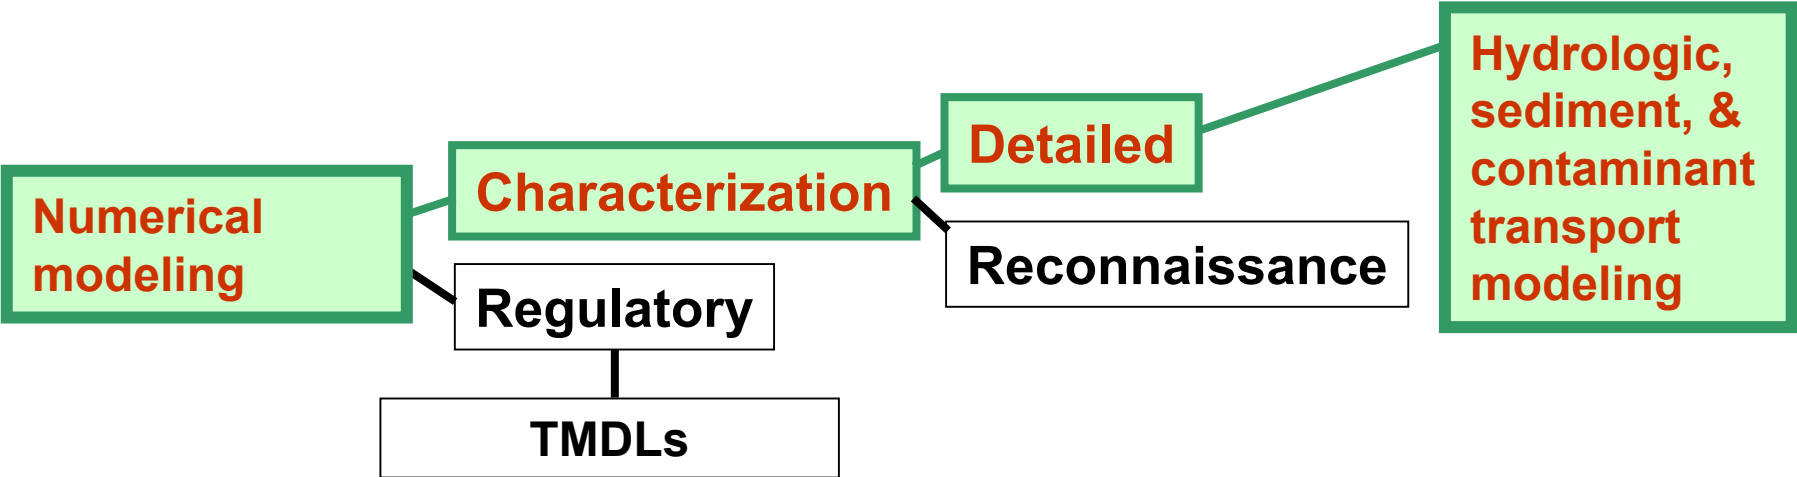 Numerical
modeling
Characterization
Regulatory
TMDLs
Detailed
Reconnaissance
Hydrologic,
sediment, &
contaminant
transport
modeling